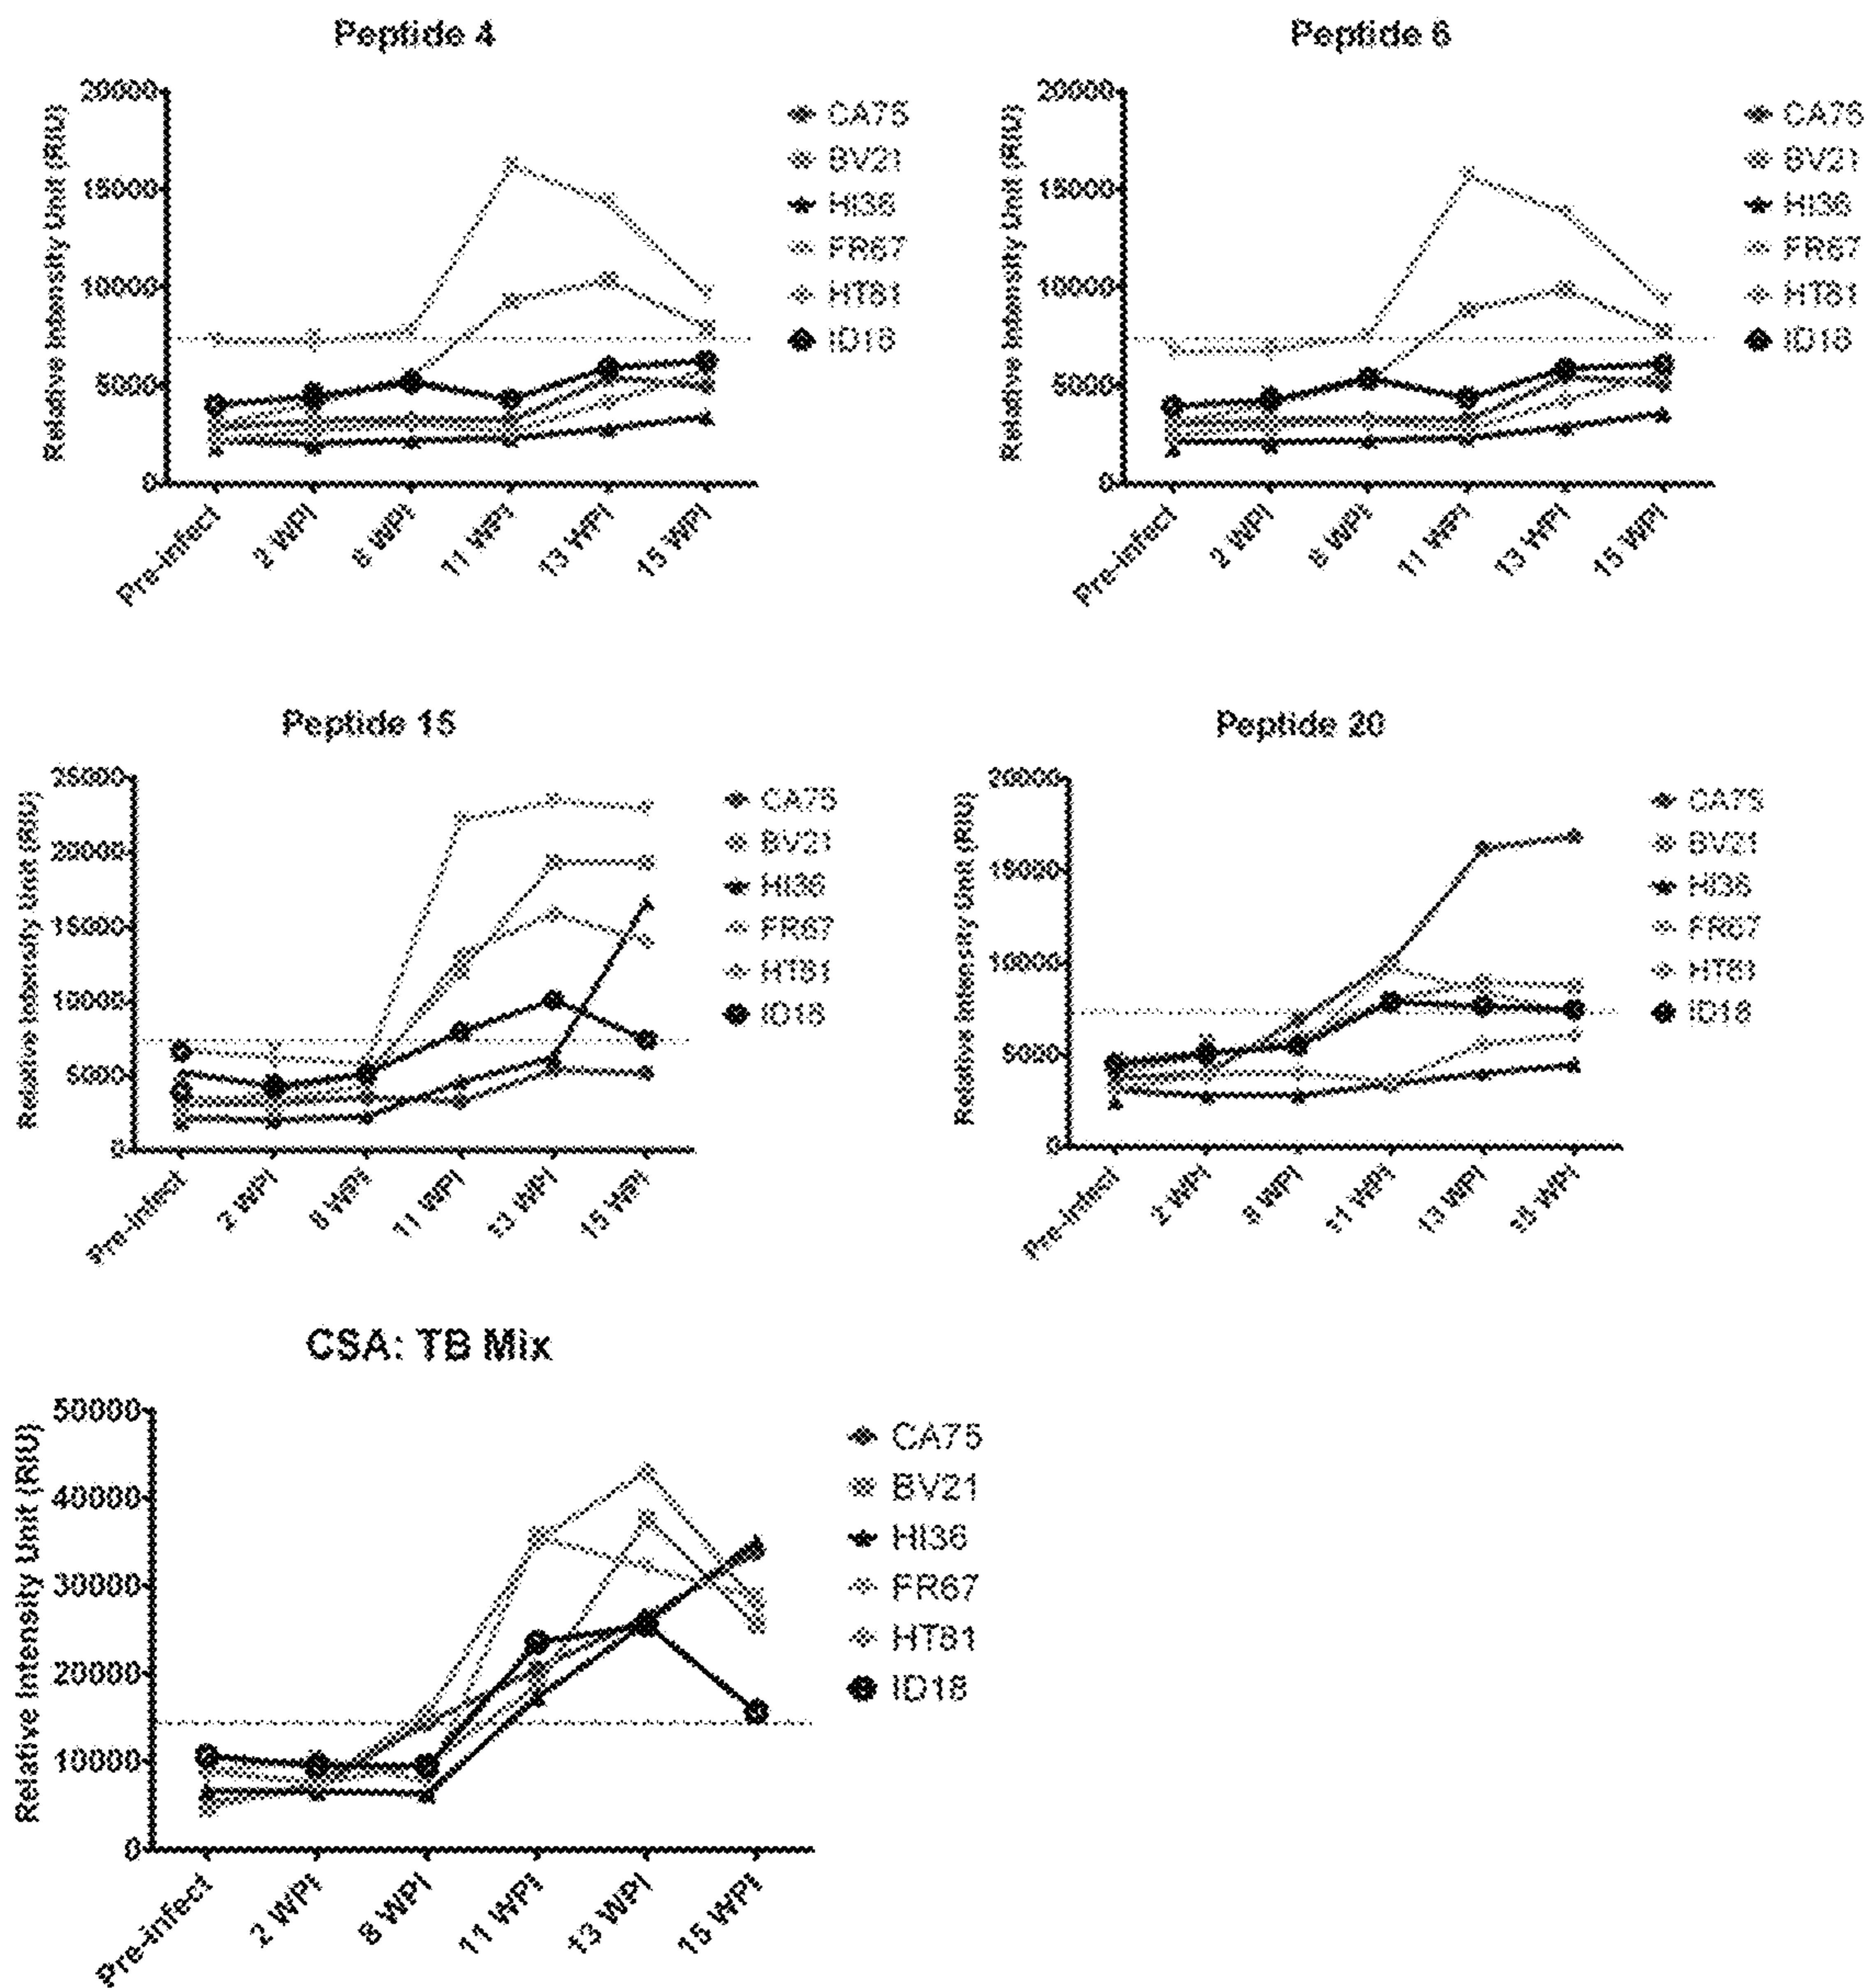 Peptide 4
Relative Intensity Unit (RIU)
20000
15000
10000
5000
0
Pre-infect
2 WPI
8 WPI
11 WPI
13 WPI
15 WPI
CA75
BV21
HI36
FR67
HT81
ID18
Peptide 6
Relative Intensity Unit (RIU)
20000
15000
10000
5000
0
Pre-infect
2 WPI
8 WPI
11 WPI
13 WPI
15 WPI
CA75
BV21
HI36
FR67
HT81
ID18
Peptide 15
Relative Intensity Unit (RIU)
25000
20000
15000
10000
5000
0
Pre-infect
2 WPI
8 WPI
11 WPI
13 WPI
15 WPI
CA75
BV21
HI36
FR67
HT81
ID18
Peptide 20
Relative Intensity Unit (RIU)
20000
15000
10000
5000
0
Pre-infect
2 WPI
8 WPI
11 WPI
13 WPI
15 WPI
CA75
BV21
HI36
FR67
HT81
ID18
CSA: TB Mix
Relative Intensity Unit (RIU)
50000
40000
30000
20000
10000
0
Pre-infect
2 WPI
8 WPI
11 WPI
13 WPI
15 WPI
CA75
BV21
HI36
FR67
HT81
ID18